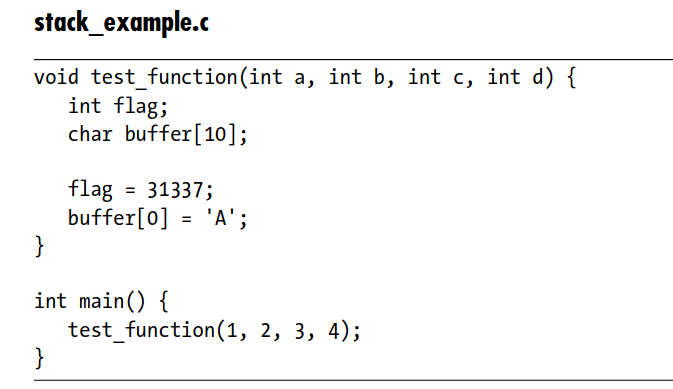 stack_example.c
void test_function(int a, int b, int c, int d) {
   int flag;
   char buffer[10];

   flag = 31337;
   buffer[0] = 'A';
}

int main() {
   test_function(1, 2, 3, 4);
}